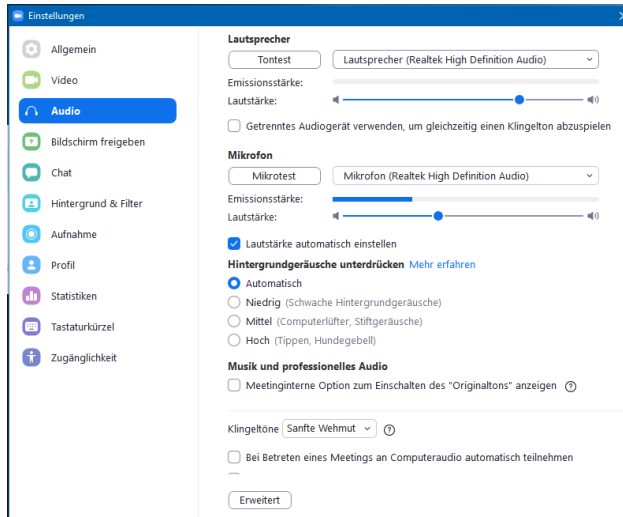 Einstellungen
Allgemein
Video
Audio
Bildschirm freigeben
Chat
Hintergrund & Filter
Aufnahme
Profil
Statistiken
Tastaturkürzel
Zugänglichkeit
Lautsprecher
Tontest Lautsprecher (Realtek High Definition Audio)
Emissionsstärke:
Lautstärke:
Getrenntes Audiogerät verwenden, um gleichzeitig einen Klingelton abzuspielen
Mikrofon
Mikrotest Mikrofon (Realtek High Definition Audio)
Emissionsstärke:
Lautstärke:
Lautstärke automatisch einstellen
Hintergrundgeräusche unterdrücken Mehr erfahren
Automatisch
Niedrig (Schwache Hintergrundgeräusche)
Mittel (Computerlüfter, Stiftgeräusche)
Hoch (Tippen, Hundegebell)
Musik und professionelles Audio
Meetinginterne Option zum Einschalten des "Originaltons" anzeigen ?
Klingeltöne Sanfte Wehmut ?
Bei Betreten eines Meetings an Computeraudio automatisch teilnehmen
Erweitert